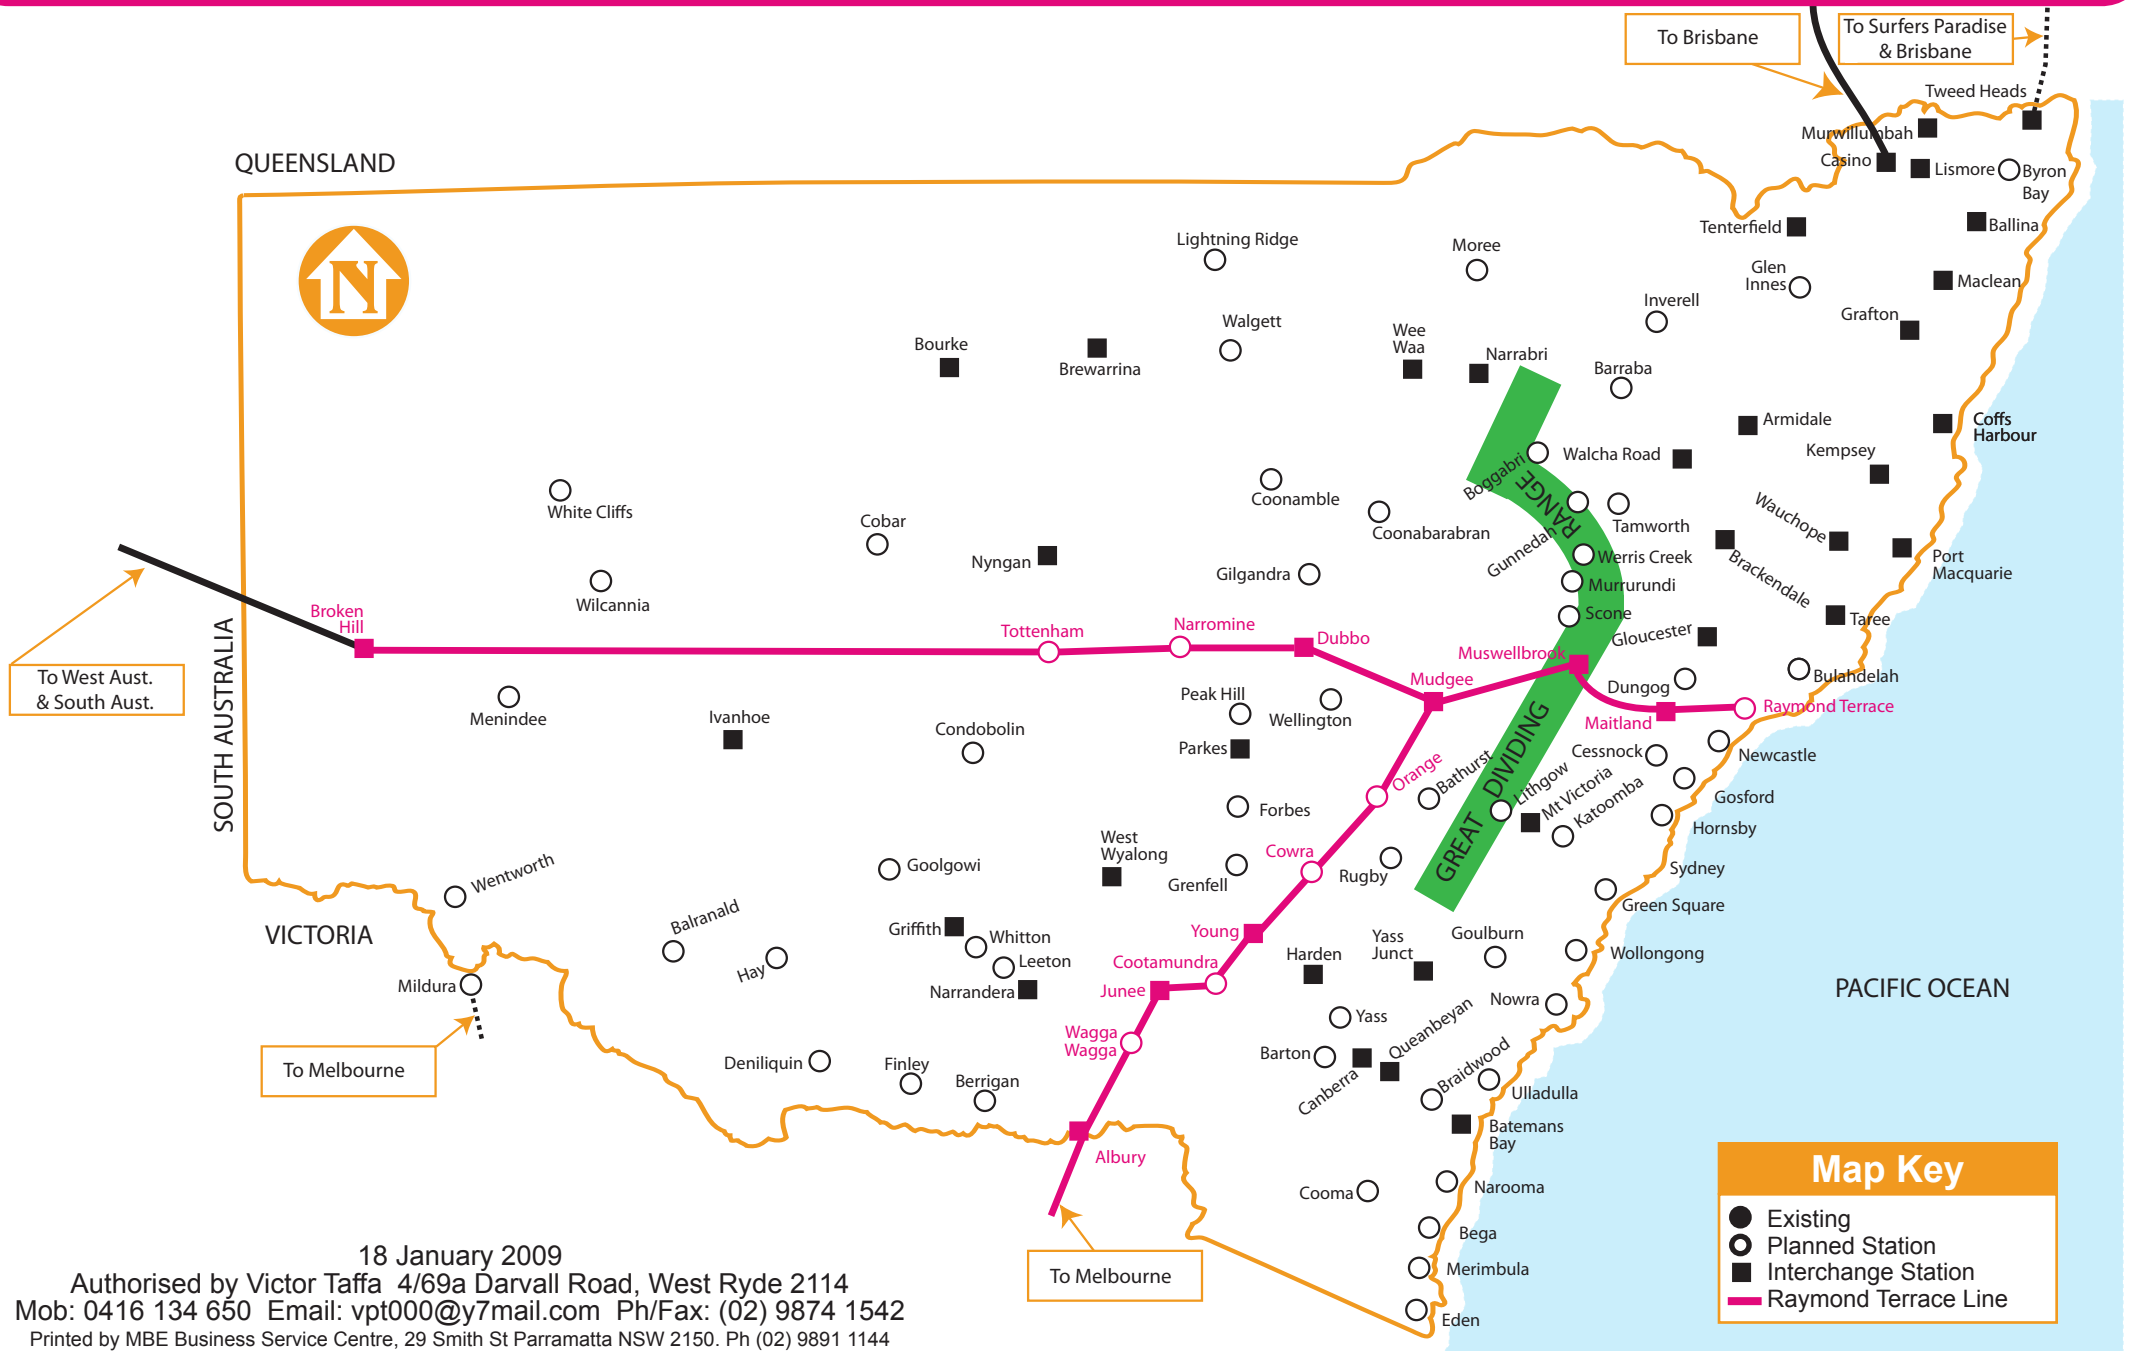 To Brisbane
To Surfers Paradise
& Brisbane
Tweed Heads
Murwillumbah
Casino
Lismore
Byron
Bay
QUEENSLAND
N
Tenterfield
Ballina
Lightning Ridge
Moree
Glen
Innes
Maclean
Inverell
Grafton
Walgett
Wee
Waa
Narrabri
Bourke
Brewarrina
Barraba
Armidale
Coffs
Harbour
Kempsey
Walcha Road
Boggabri
RANGE
White Cliffs
Coonamble
Cobar
Coonabarabran
Tamworth
Wauchope
Gunnedah
Werris Creek
Port
Macquarie
Nyngan
Gilgandra
Murrurundi
Brackendale
Wilcannia
Scone
Taree
Broken
Hill
Tottenham
Narromine
Dubbo
Gloucester
Muswellbrook
To West Aust.
& South Aust.
SOUTH AUSTRALIA
Mudgee
Dungog
Bulahdelah
Menindee
Ivanhoe
Peak Hill
Wellington
Maitland
Raymond Terrace
Condobolin
Parkes
Cessnock
Newcastle
Orange
Bathurst
GREAT DIVIDING
Lithgow
Mt Victoria
Katoomba
Gosford
Forbes
Hornsby
West
Wyalong
Cowra
Goolgowi
Grenfell
Rugby
Sydney
Wentworth
Green Square
Balranald
VICTORIA
Griffith
Whitton
Young
Goulburn
Harden
Yass
Junct
Wollongong
Hay
Leeton
Cootamundra
Mildura
Narrandera
Junee
PACIFIC OCEAN
Nowra
Yass
Queanbeyan
Wagga
Wagga
Barton
To Melbourne
Deniliquin
Finley
Berrigan
Canberra
Braidwood
Ulladulla
Batemans
Bay
Albury
Cooma
Narooma
Bega
Merimbula
Eden
To Melbourne
Map Key
Existing
Planned Station
Interchange Station
Raymond Terrace Line
18 January 2009
Authorised by Victor Taffa 4/69a Darvall Road, West Ryde 2114
Mob: 0416 134 650 Email: vpt000@y7mail.com Ph/Fax: (02) 9874 1542
Printed by MBE Business Service Centre, 29 Smith St Parramatta NSW 2150. Ph (02) 9891 1144